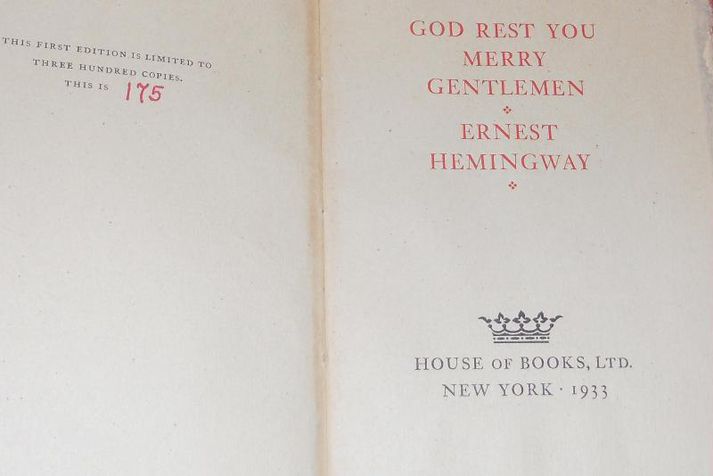 THIS FIRST EDITION IS LIMITED TO
THREE HUNDRED COPIES.
THIS IS 175
GOD REST YOU
MERRY
GENTLEMEN
ERNEST
HEMINGWAY
HOUSE OF BOOKS, LTD.
NEW YORK · 1933